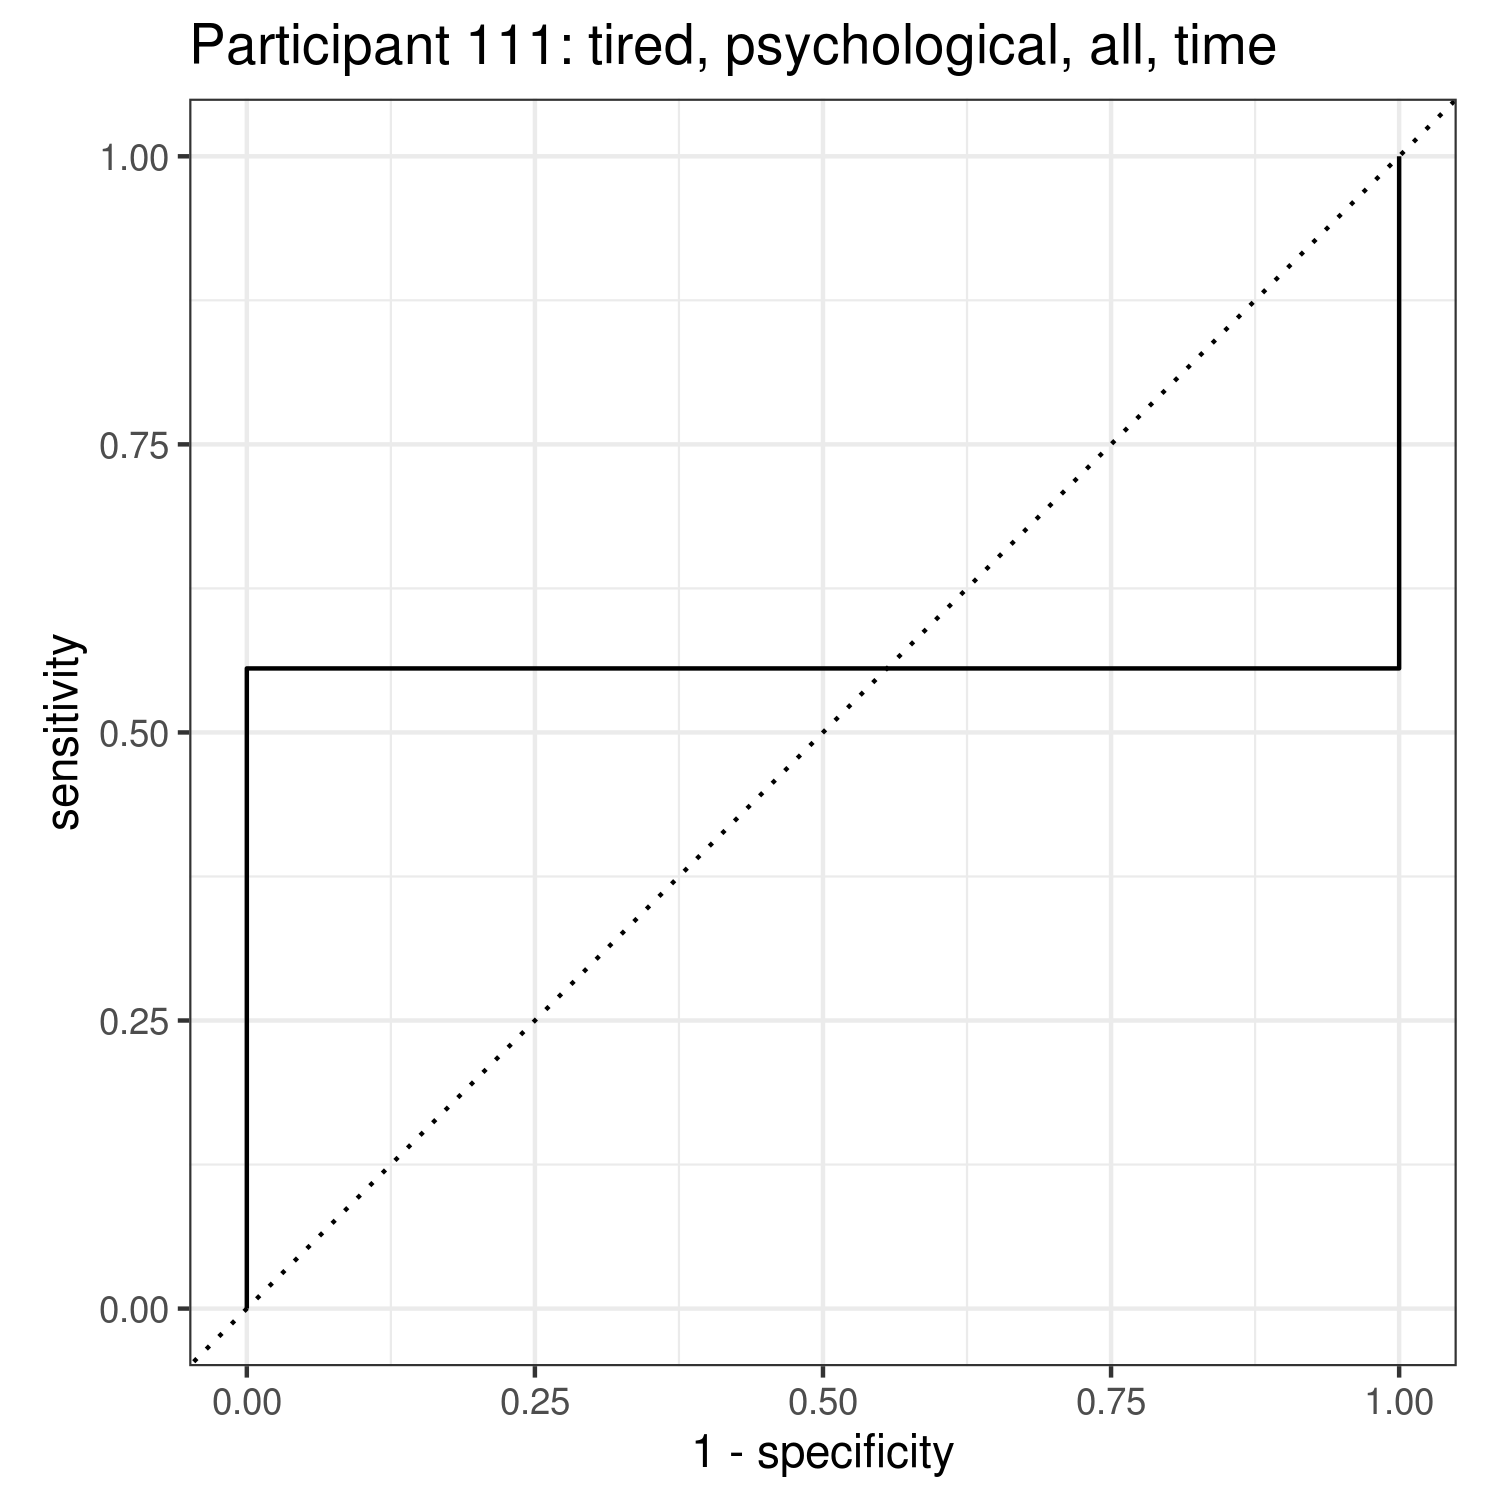 Participant 111: tired, psychological, all, time
1.00
0.75
0.50
0.25
0.00
sensitivity
0.00 0.25 0.50 0.75 1.00
1 - specificity